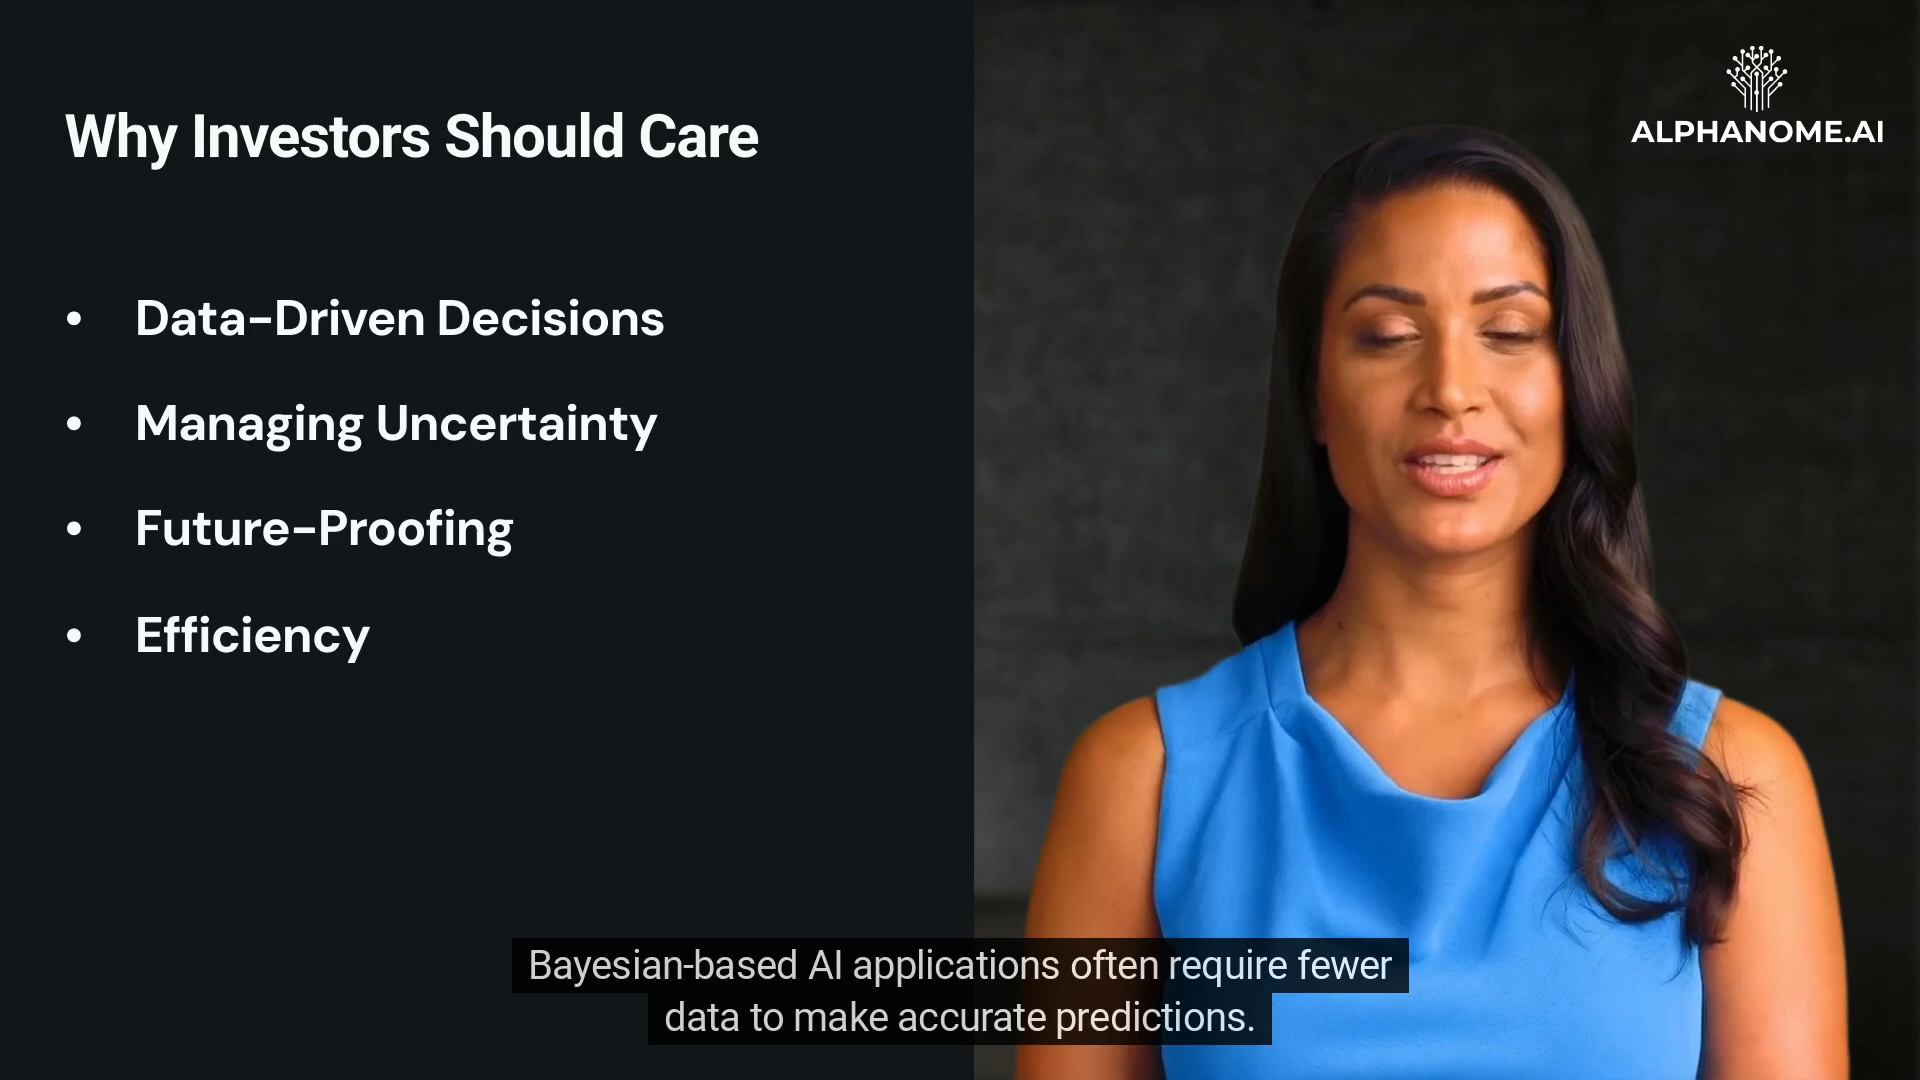 ALPHANOME.AI
Why Investors Should Care
• Data-Driven Decisions
• Managing Uncertainty
• Future-Proofing
• Efficiency
Bayesian-based AI applications often require fewer
data to make accurate predictions.